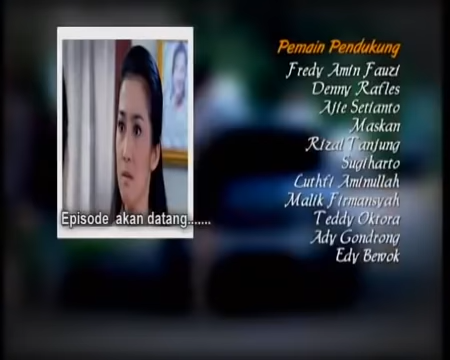 Pemain Pendukung
Fredy Amin Fauzi
Denny Rafles
Ajie Setianto
Maskan
Rizal Tanjung
Sugiharto
Luthfi Aminullah
Malik Firmansyah
Teddy Oktora
Ady Gondrong
Edy Bewok
Episode akan datang.......